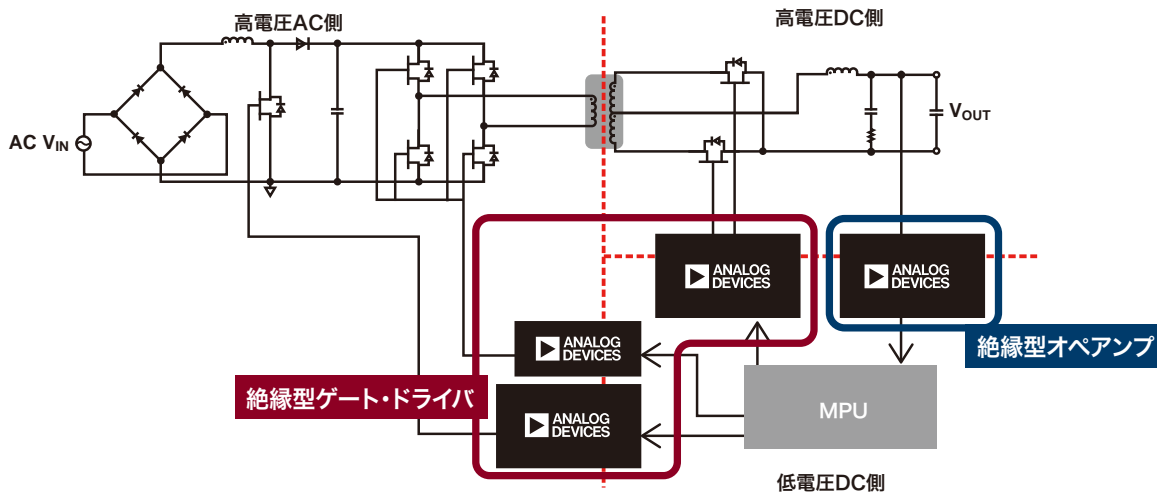 高電圧AC側
高電圧DC側
AC VIN
VOUT
ANALOG
DEVICES
ANALOG
DEVICES
絶縁型オペアンプ
ANALOG
DEVICES
絶縁型ゲート・ドライバ
ANALOG
DEVICES
MPU
低電圧DC側